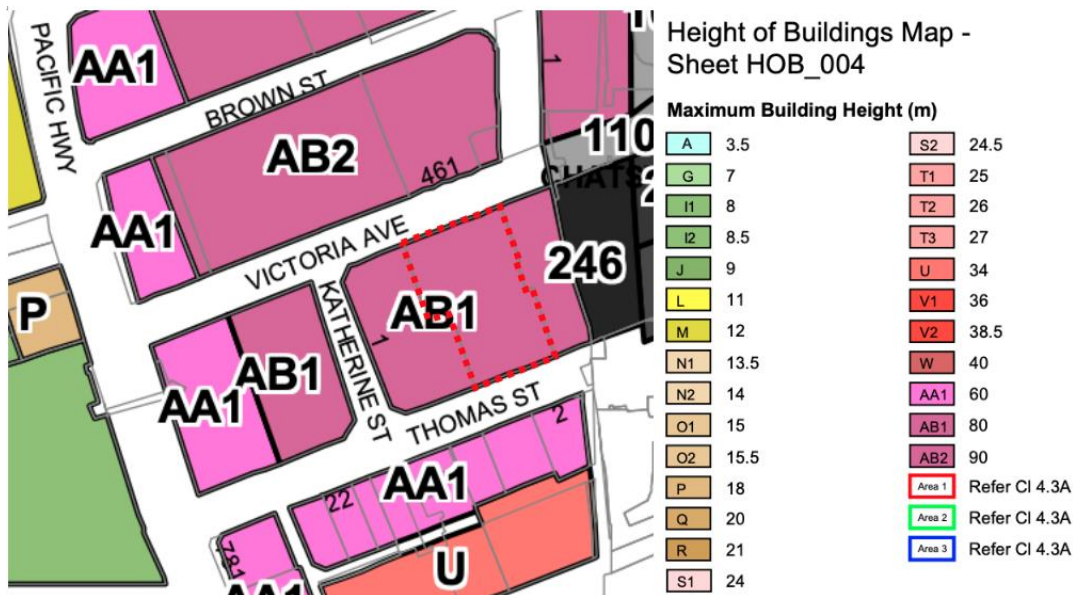 PACIFIC HWY
AA1
BROWN ST
1
110
AB2
461
CHATS
AA1
VICTORIA AVE
246
P
KATHERINE ST
AB1
1
AB1
AA1
THOMAS ST
2
AA1
22
781
U
AA1
Height of Buildings Map -
Sheet HOB_004
Maximum Building Height (m)
A 3.5
G 7
I1 8
I2 8.5
J 9
L 11
M 12
N1 13.5
N2 14
O1 15
O2 15.5
P 18
Q 20
R 21
S1 24
S2 24.5
T1 25
T2 26
T3 27
U 34
V1 36
V2 38.5
W 40
AA1 60
AB1 80
AB2 90
Area 1 Refer Cl 4.3A
Area 2 Refer Cl 4.3A
Area 3 Refer Cl 4.3A